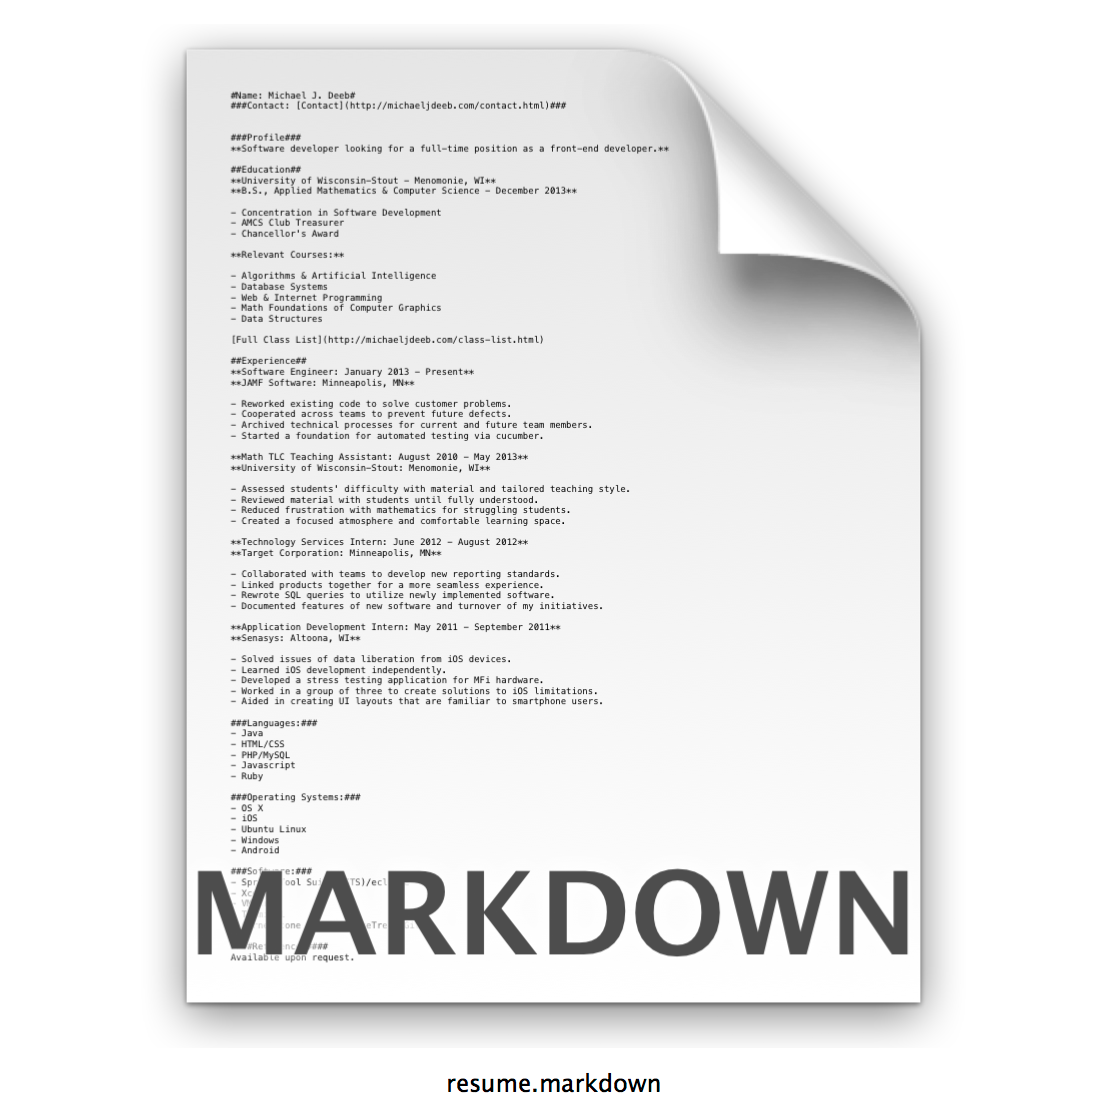 #Name: Michael J. Deeb#
###Contact: [Contact](http://michaeljdeeb.com/contact.html)###
###Profile###
**Software developer looking for a full-time position as a front-end developer.**
##Education##
**University of Wisconsin-Stout - Menomonie, WI**
**B.S., Applied Mathematics & Computer Science - December 2013**
- Concentration in Software Development
- AMCS Club Treasurer
- Chancellor's Award
**Relevant Courses:**
- Algorithms & Artificial Intelligence
- Database Systems
- Web & Internet Programming
- Math Foundations of Computer Graphics
- Data Structures
[Full Class List](http://michaeljdeeb.com/class-list.html)
##Experience##
**Software Engineer: January 2013 - Present**
**JAMF Software: Minneapolis, MN**
- Reworked existing code to solve customer problems.
- Cooperated across teams to prevent future defects.
- Archived technical processes for current and future team members.
- Started a foundation for automated testing via cucumber.
**Math TLC Teaching Assistant: August 2010 - May 2013**
**University of Wisconsin-Stout: Menomonie, WI**
- Assessed students' difficulty with material and tailored teaching style.
- Reviewed material with students until fully understood.
- Reduced frustration with mathematics for struggling students.
- Created a focused atmosphere and comfortable learning space.
**Technology Services Intern: June 2012 - August 2012**
**Target Corporation: Minneapolis, MN**
- Collaborated with teams to develop new reporting standards.
- Linked products together for a more seamless experience.
- Rewrote SQL queries to utilize newly implemented software.
- Documented features of new software and turnover of my initiatives.
**Application Development Intern: May 2011 - September 2011**
**Senasys: Altoona, WI**
- Solved issues of data liberation from iOS devices.
- Learned iOS development independently.
- Developed a stress testing application for MFi hardware.
- Worked in a group of three to create solutions to iOS limitations.
- Aided in creating UI layouts that are familiar to smartphone users.
###Languages:###
- Java
- HTML/CSS
- PHP/MySQL
- Javascript
- Ruby
###Operating Systems:###
- OS X
- iOS
- Ubuntu Linux
- Windows
- Android
###Software:###
MARKDOWN
Available upon request.
resume.markdown